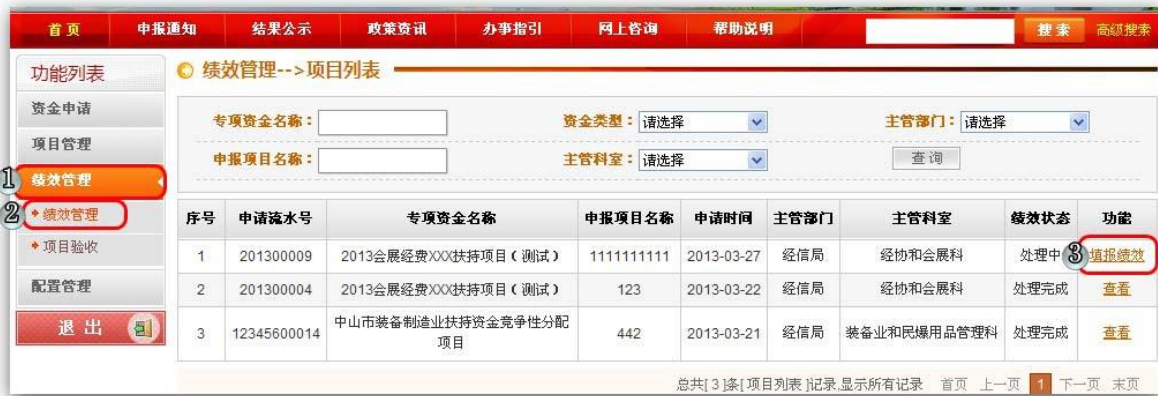 首页 申报通知 结果公示 政策资讯 办事指引 网上咨询 帮助说明 搜索 高级搜索
功能列表
资金申请
项目管理
1 绩效管理
2 绩效管理
项目验收
配置管理
退出
绩效管理-->项目列表
专项资金名称： 资金类型： 请选择 主管部门： 请选择
申报项目名称： 主管科室： 请选择 查询
序号 申请流水号 专项资金名称 申报项目名称 申请时间 主管部门 主管科室 绩效状态 功能
1 201300009 2013会展经费XXX扶持项目（测试） 1111111111 2013-03-27 经信局 经协和会展科 处理中 3 填报绩效
2 201300004 2013会展经费XXX扶持项目（测试） 123 2013-03-22 经信局 经协和会展科 处理完成 查看
3 12345600014 中山市装备制造业扶持资金竞争性分配
项目 442 2013-03-21 经信局 装备业和民爆用品管理科 处理完成 查看
总共[ 3 ]条[ 项目列表 ]记录,显示所有记录 首页 上一页 1 下一页 末页